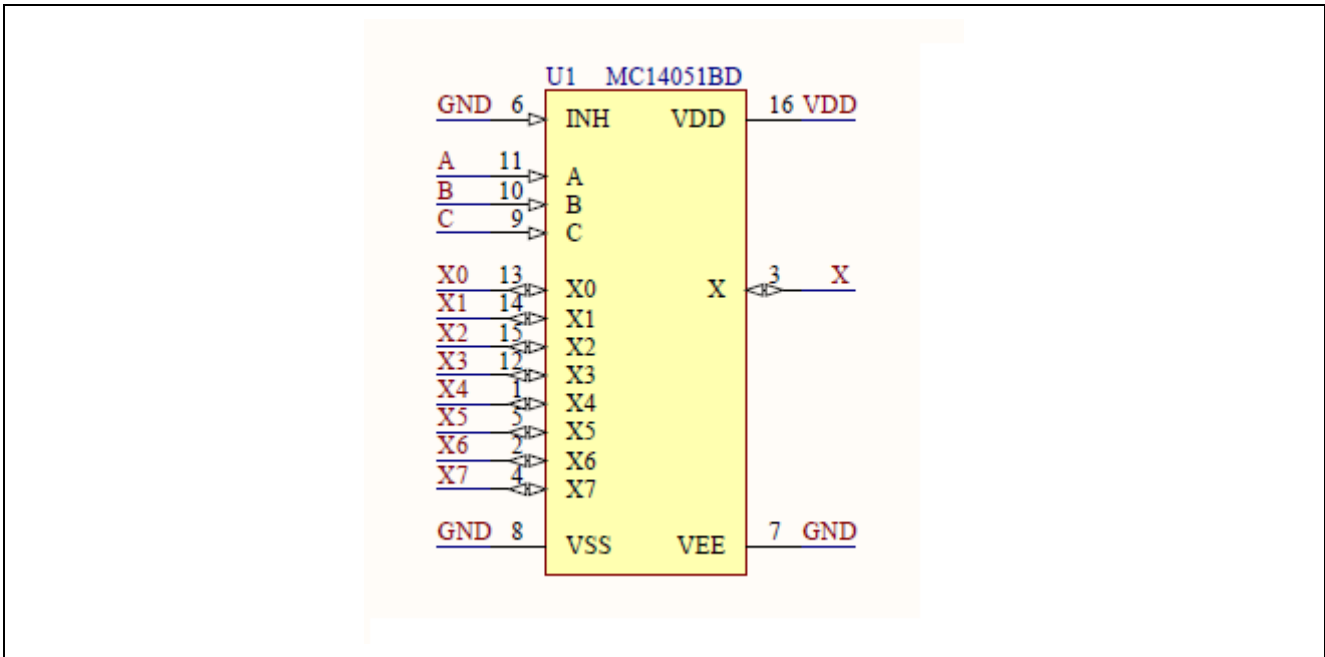 U1 MC14051BD
GND 6 INH VDD 16 VDD
A 11 A
B 10 B
C 9 C
X0 13 X0 X 3 X
X1 14 X1
X2 15 X2
X3 12 X3
X4 1 X4
X5 5 X5
X6 2 X6
X7 4 X7
GND 8 VSS VEE 7 GND